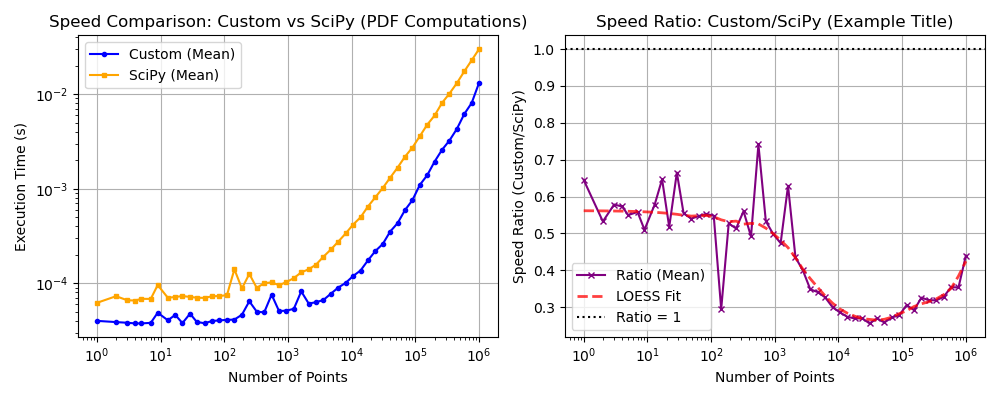 Speed Comparison: Custom vs SciPy (PDF Computations)
Custom (Mean)
SciPy (Mean)
Execution Time (s)
10⁻²
10⁻³
10⁻⁴
10⁰ 10¹ 10² 10³ 10⁴ 10⁵ 10⁶
Number of Points
Speed Ratio: Custom/SciPy (Example Title)
Speed Ratio (Custom/SciPy)
1.0
0.9
0.8
0.7
0.6
0.5
0.4
0.3
Ratio (Mean)
LOESS Fit
Ratio = 1
10⁰ 10¹ 10² 10³ 10⁴ 10⁵ 10⁶
Number of Points